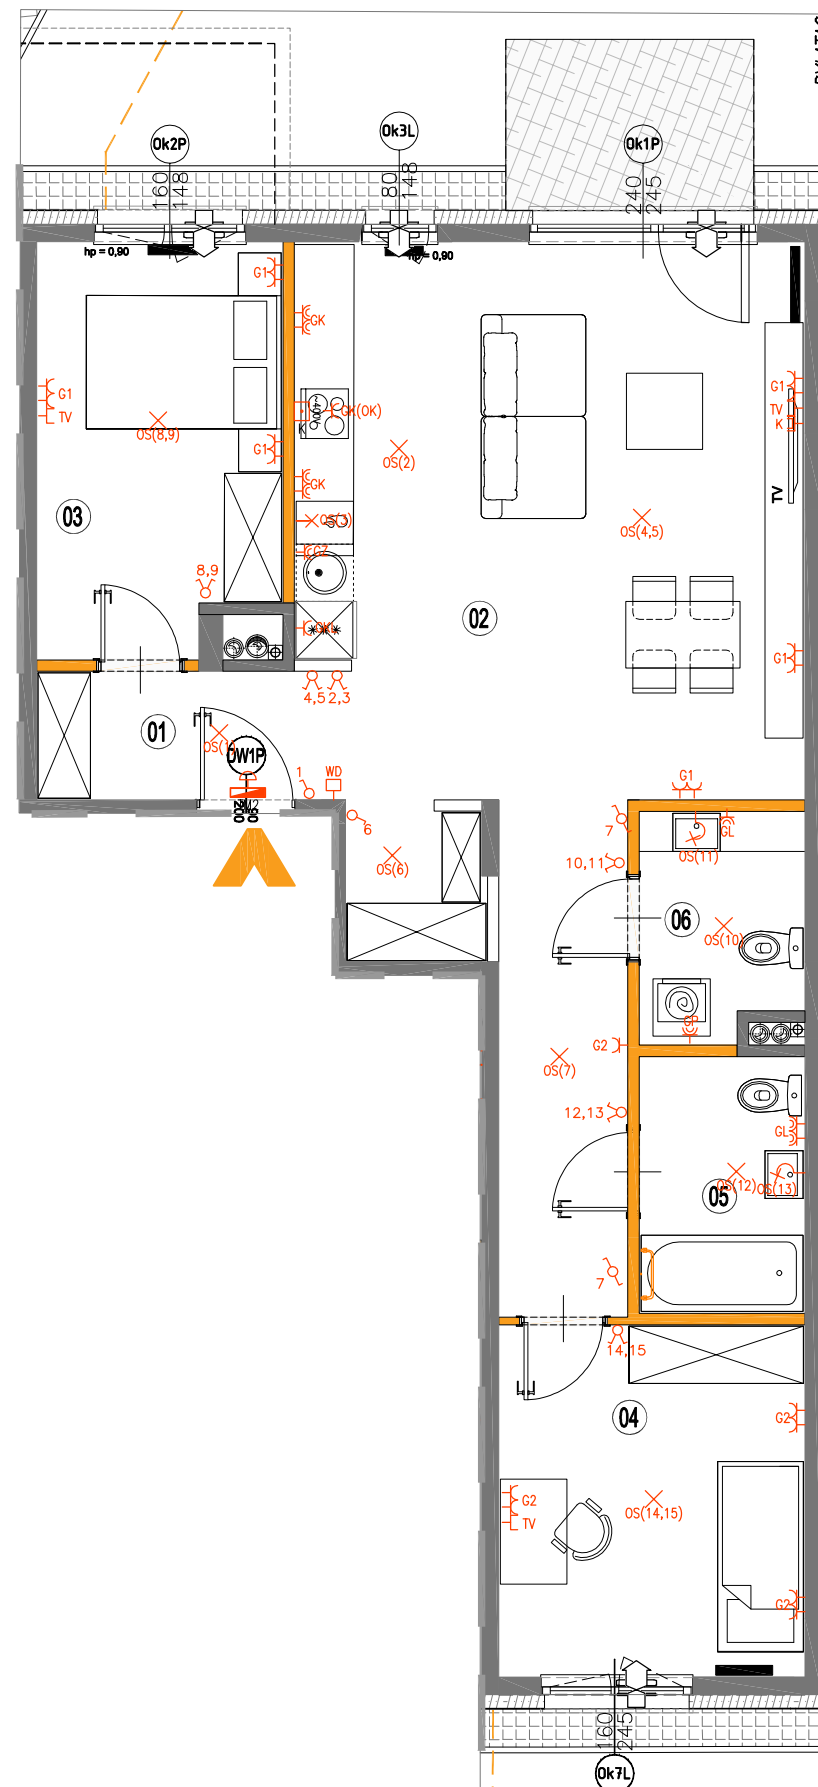 Ok2P
Ok3L
Ok1P
160
148
80
148
240
245
hp = 0,90
hp = 0,90
G1
GK
G1
TV
OS(8,9)
~400V
GK(OK)
K
OS(2)
G1
TV
K
TV
G1
GK
03
OS(3)
OS(4,5)
GZ
8,9
02
G1
4,5
2,3
01
OS(1)
OW1P
WD
1
G1
6
7
GL
OS(11)
OS(6)
10,11
06
OS(10)
G2
OS(7)
12,13
GL
OS(12)
OS(13)
05
7
14,15
04
G2
G2
TV
OS(14,15)
G2
160
245
Ok7L